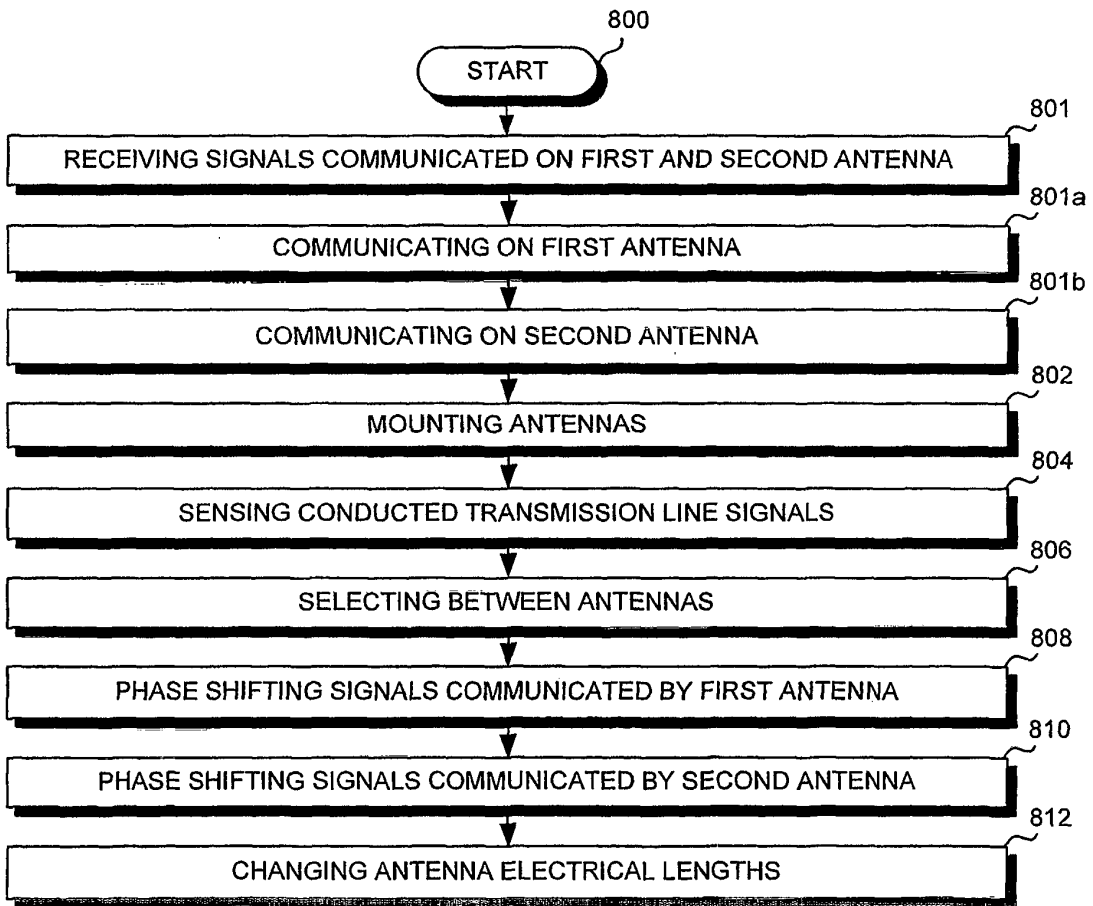 800
START
801
RECEIVING SIGNALS COMMUNICATED ON FIRST AND SECOND ANTENNA
801a
COMMUNICATING ON FIRST ANTENNA
801b
COMMUNICATING ON SECOND ANTENNA
802
MOUNTING ANTENNAS
804
SENSING CONDUCTED TRANSMISSION LINE SIGNALS
806
SELECTING BETWEEN ANTENNAS
808
PHASE SHIFTING SIGNALS COMMUNICATED BY FIRST ANTENNA
810
PHASE SHIFTING SIGNALS COMMUNICATED BY SECOND ANTENNA
812
CHANGING ANTENNA ELECTRICAL LENGTHS